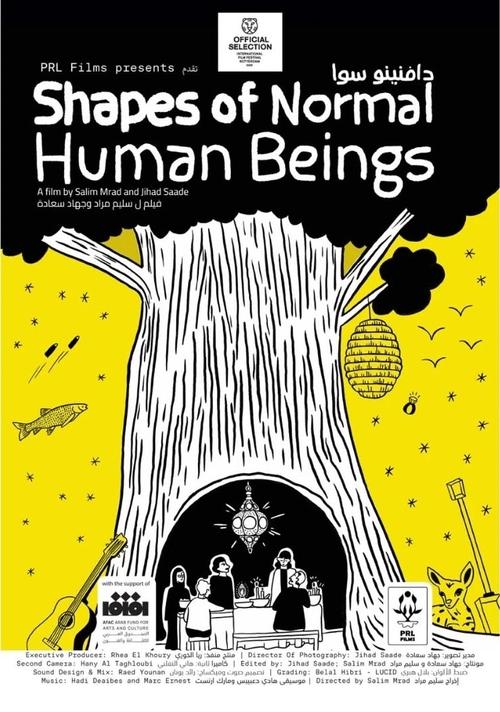 OFFICIAL
SELECTION
INTERNATIONAL
FILM FESTIVAL
ROTTERDAM
PRL Films presents تقدم
دافنينو سوا
Shapes of Normal
Human Beings
A film by Salim Mrad and Jihad Saade
فيلم ل سليم مراد وجهاد سعادة
with the support of
AFAC ARAB FUND FOR
ARTS AND CULTURE
الصندوق العربي
للثقافة والفنون
PRL
FILMS
Executive Producer: Rhea El Khoury منتج منفذ: ريا الخوري | Director Of Photography: Jihad Saade مدير تصوير: جهاد سعادة
Second Camera: Hany Al Taghloubi كاميرا ثانية: هاني التغلبي | Edited by: Jihad Saade; Salim Mrad مونتاج: جهاد سعادة و سليم مراد
Sound Design & Mix: Raed Younan تصميم صوت وميكساج: رائد يونان | Grading: Belal Hibri - LUCID ضبط الألوان: بلال هبري
Music: Hadi Deaibes and Marc Ernest موسيقى هادي دعيبس ومارك ارنست | Directed by Salim Mrad إخراج سليم مراد